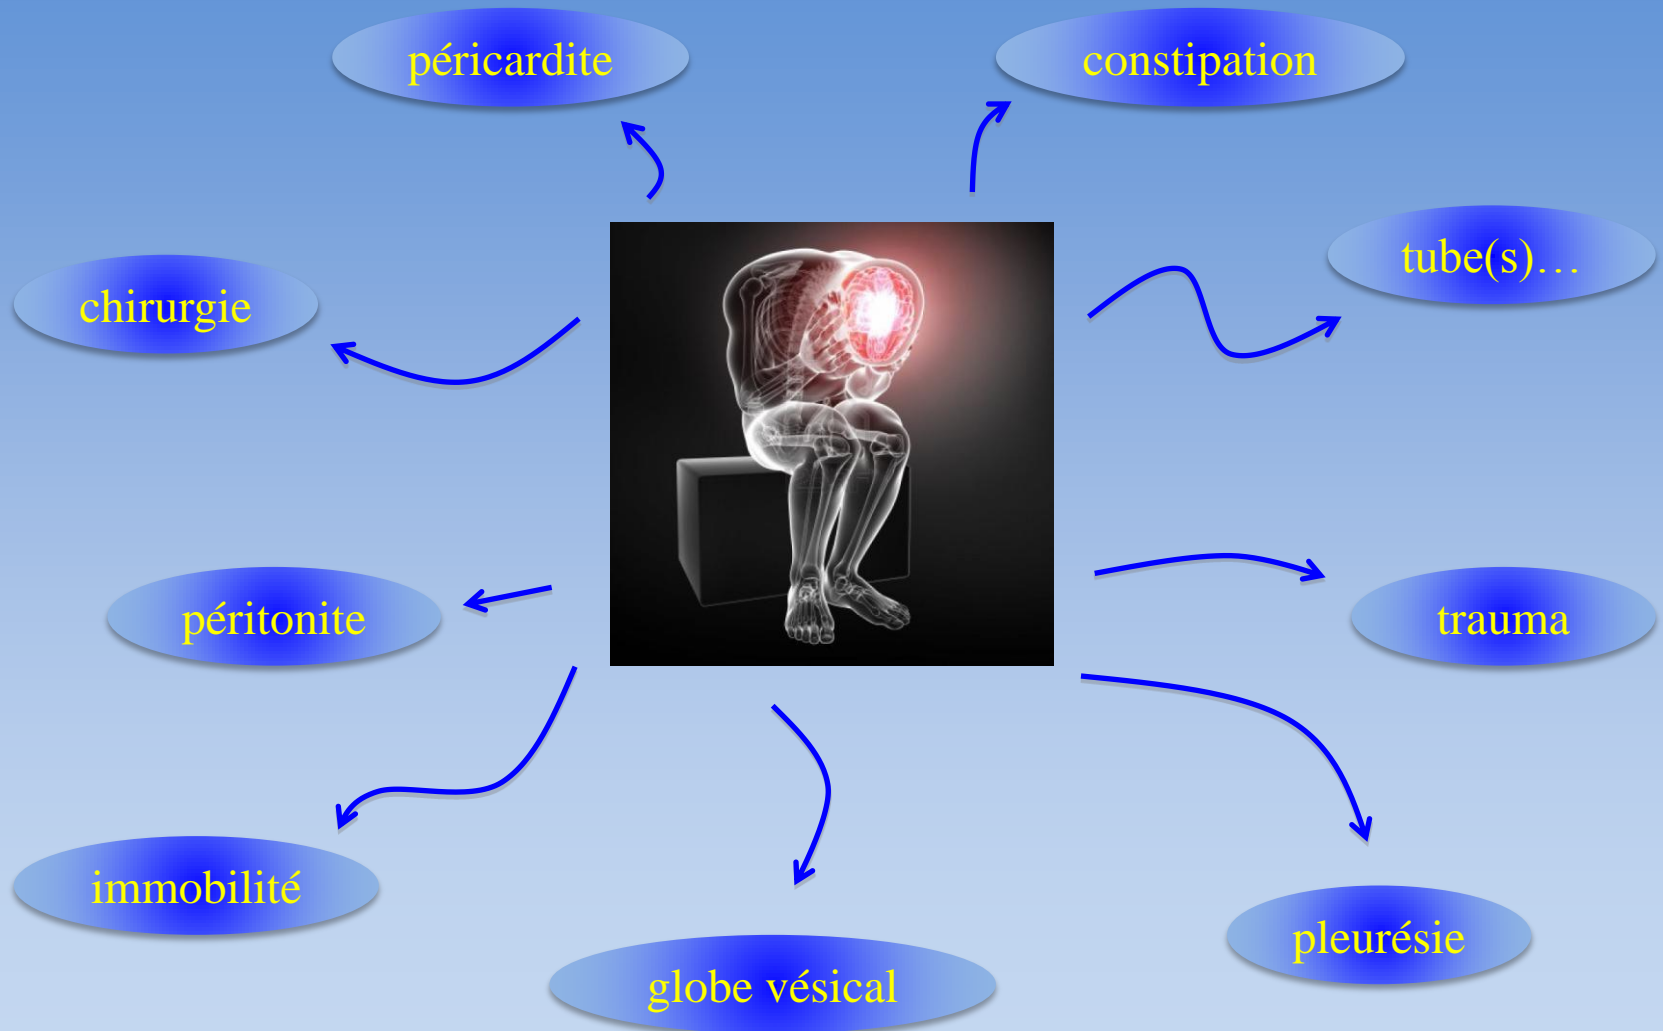 péricardite
constipation
tube(s)…
chirurgie
péritonite
trauma
immobilité
pleurésie
globe vésical